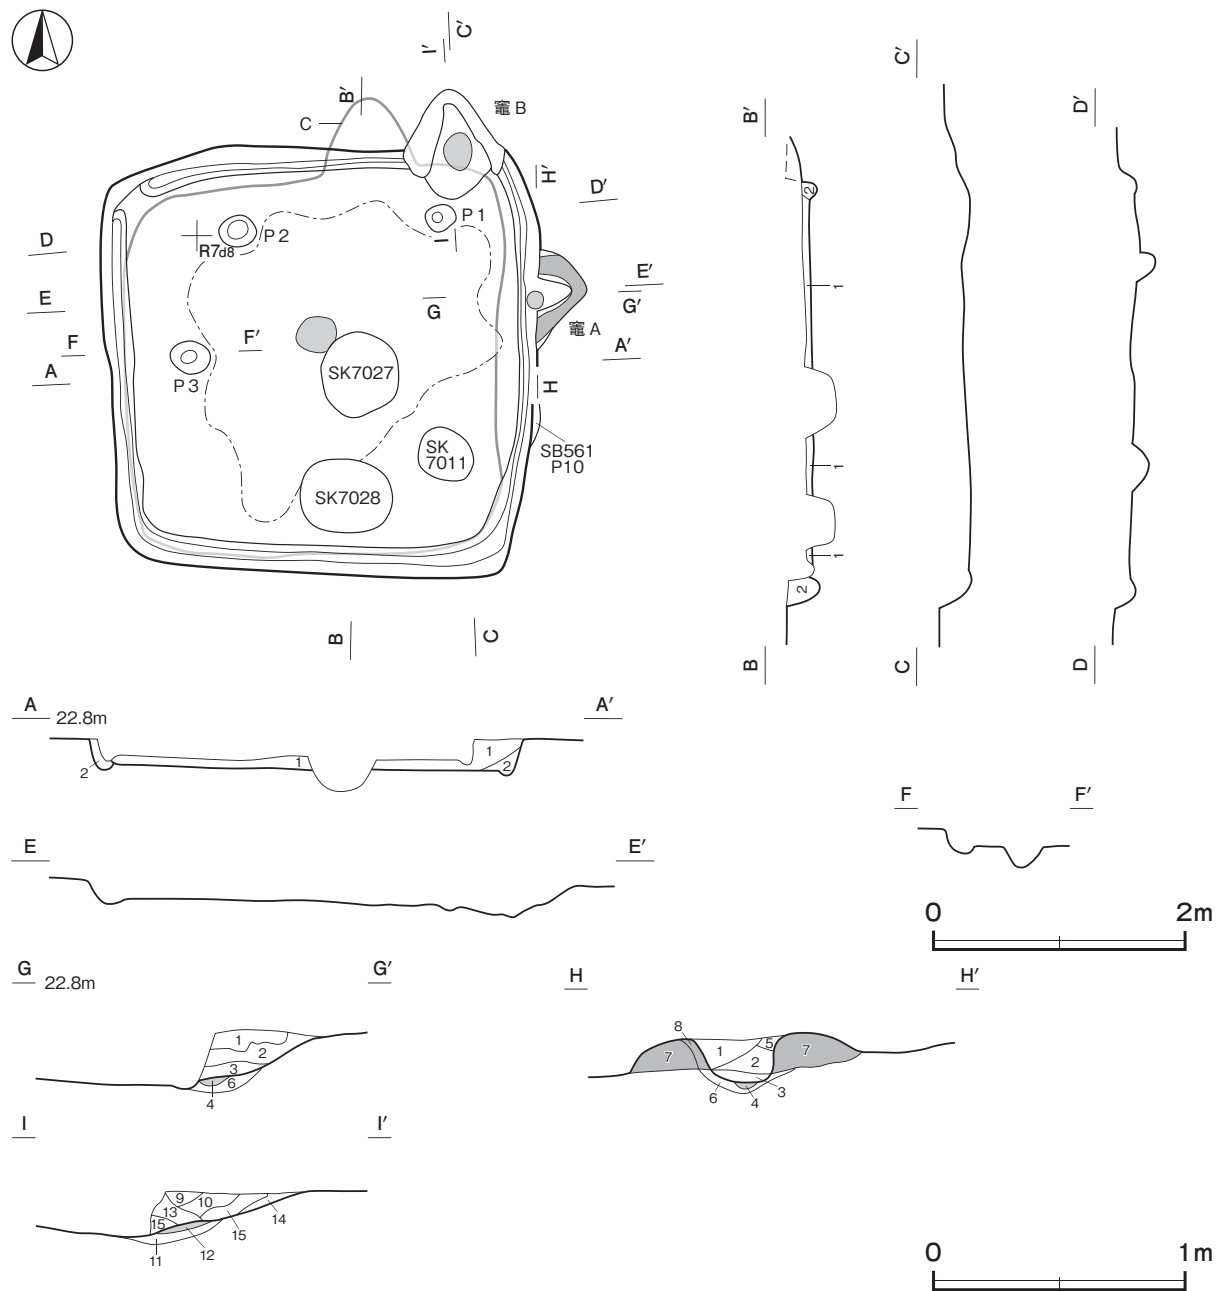 C′
I′
B′
C
竈 B
H′
D′
P 1
P 2
R7d8
I
D
E
F
A
E′
G′
G
竈 A
F′
A′
H
P 3
SK7027
SK
7011
SB561
P10
SK7028
B
C
B′
2
1
1
1
2
B
C′
C
D′
D
A
22.8m
A′
1
2
1
2
E
E′
F
F′
0
2m
G
22.8m
G′
1
2
3
6
4
H
H′
8
7
1
5
2
7
6
4
3
I
I′
9
10
13
15
14
15
12
11
0
1m